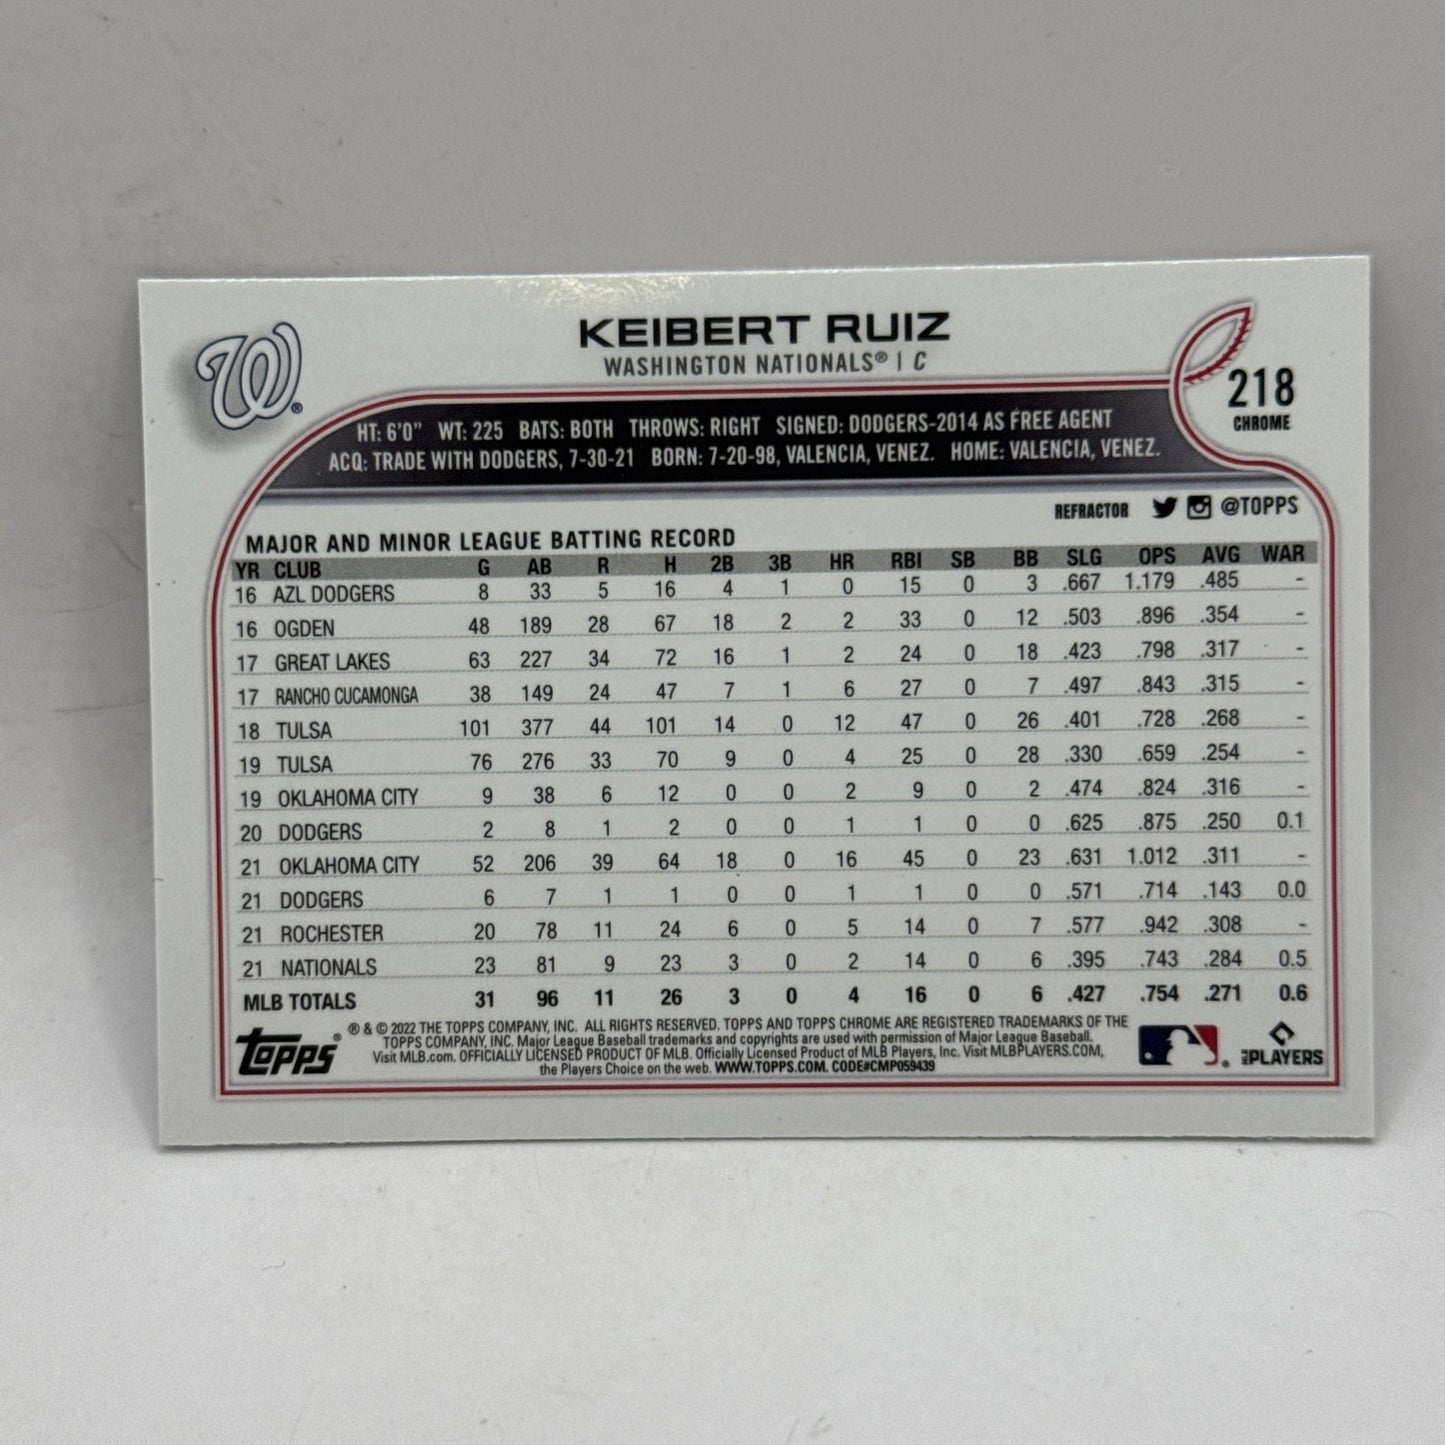 W®
KEIBERT RUIZ
WASHINGTON NATIONALS® | C
218
CHROME
HT: 6'0" WT: 225 BATS: BOTH THROWS: RIGHT SIGNED: DODGERS-2014 AS FREE AGENT
ACQ: TRADE WITH DODGERS, 7-30-21 BORN: 7-20-98, VALENCIA, VENEZ. HOME: VALENCIA, VENEZ.
REFRACTOR @TOPPS
MAJOR AND MINOR LEAGUE BATTING RECORD
YR CLUB G AB R H 2B 3B HR RBI SB BB SLG OPS AVG WAR
16 AZL DODGERS 8 33 5 16 4 1 0 15 0 3 .667 1.179 .485 -
16 OGDEN 48 189 28 67 18 2 2 33 0 12 .503 .896 .354 -
17 GREAT LAKES 63 227 34 72 16 1 2 24 0 18 .423 .798 .317 -
17 RANCHO CUCAMONGA 38 149 24 47 7 1 6 27 0 7 .497 .843 .315 -
18 TULSA 101 377 44 101 14 0 12 47 0 26 .401 .728 .268 -
19 TULSA 76 276 33 70 9 0 4 25 0 28 .330 .659 .254 -
19 OKLAHOMA CITY 9 38 6 12 0 0 2 9 0 2 .474 .824 .316 -
20 DODGERS 2 8 1 2 0 0 1 1 0 0 .625 .875 .250 0.1
21 OKLAHOMA CITY 52 206 39 64 18 0 16 45 0 23 .631 1.012 .311 -
21 DODGERS 6 7 1 1 0 0 1 1 0 0 .571 .714 .143 0.0
21 ROCHESTER 20 78 11 24 6 0 5 14 0 7 .577 .942 .308 -
21 NATIONALS 23 81 9 23 3 0 2 14 0 6 .395 .743 .284 0.5
MLB TOTALS 31 96 11 26 3 0 4 16 0 6 .427 .754 .271 0.6
topps®
® & © 2022 THE TOPPS COMPANY, INC. ALL RIGHTS RESERVED. TOPPS AND TOPPS CHROME ARE REGISTERED TRADEMARKS OF THE
TOPPS COMPANY, INC. Major League Baseball trademarks and copyrights are used with permission of Major League Baseball.
Visit MLB.com. OFFICIALLY LICENSED PRODUCT OF MLB. Officially Licensed Product of MLB Players, Inc. Visit MLBPLAYERS.COM,
the Players Choice on the web. WWW.TOPPS.COM. CODE#CMP059439
MLB PLAYERS